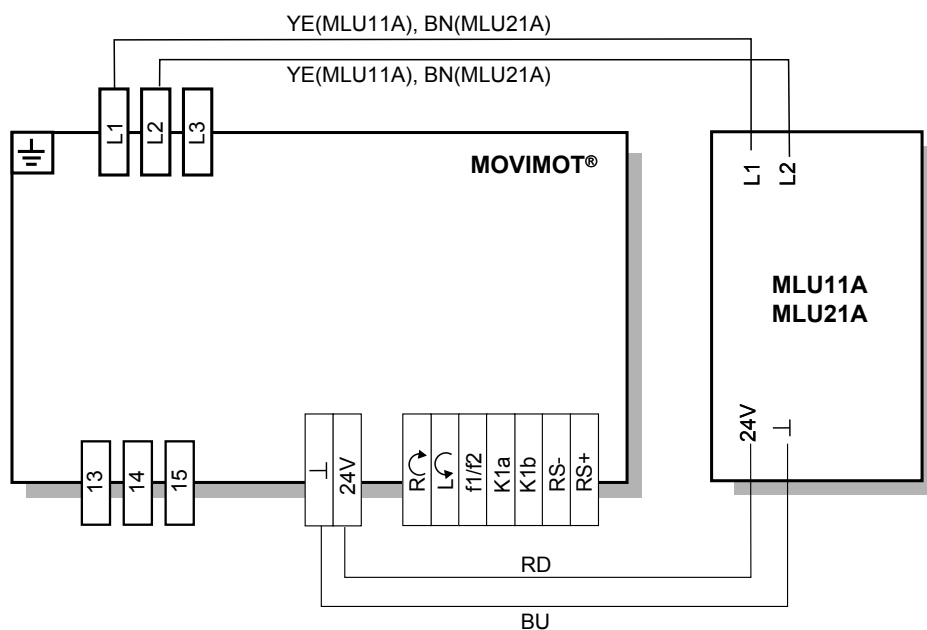 YE(MLU11A), BN(MLU21A)
YE(MLU11A), BN(MLU21A)
L1
L2
L3
MOVIMOT®
L1
L2
MLU11A
MLU21A
24V
⊥
13
14
15
⊥
24V
R
L
f1/f2
K1a
K1b
RS-
RS+
RD
BU